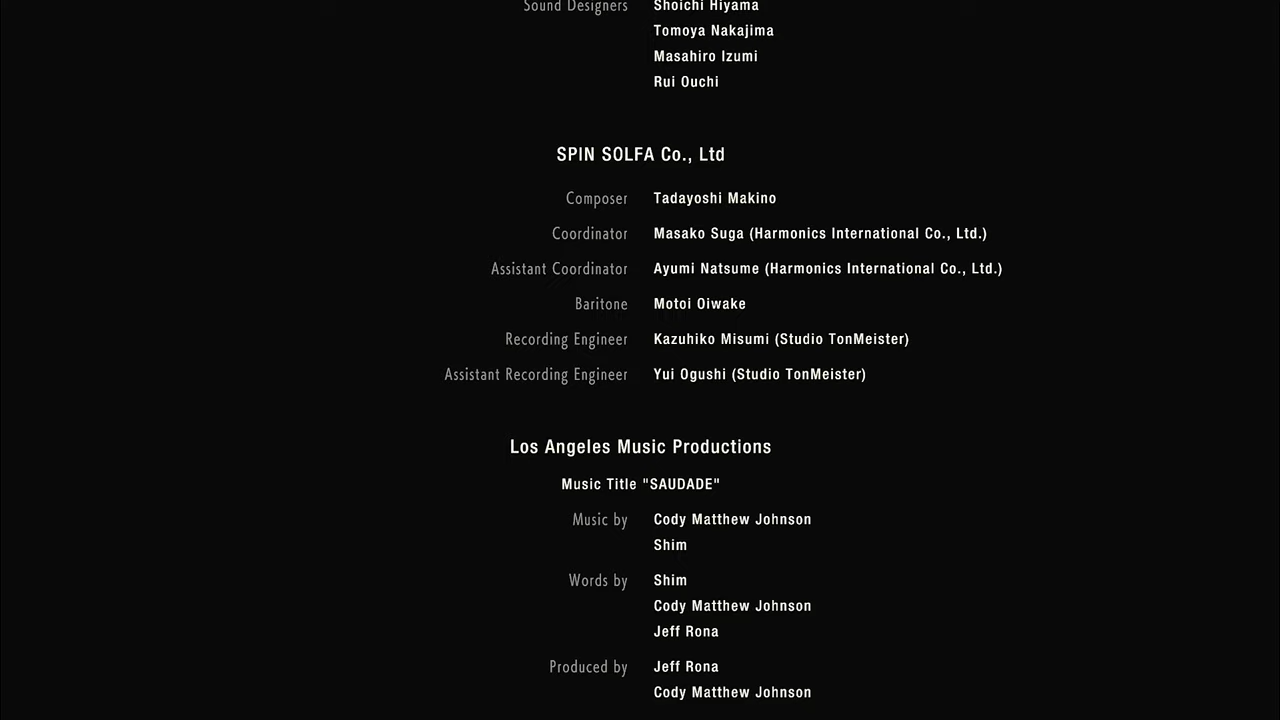 Sound Designers Shoichi Hiyama
Tomoya Nakajima
Masahiro Izumi
Rui Ouchi
SPIN SOLFA Co., Ltd
Composer Tadayoshi Makino
Coordinator Masako Suga (Harmonics International Co., Ltd.)
Assistant Coordinator Ayumi Natsume (Harmonics International Co., Ltd.)
Baritone Motoi Oiwake
Recording Engineer Kazuhiko Misumi (Studio TonMeister)
Assistant Recording Engineer Yui Ogushi (Studio TonMeister)
Los Angeles Music Productions
Music Title "SAUDADE"
Music by Cody Matthew Johnson
Shim
Words by Shim
Cody Matthew Johnson
Jeff Rona
Produced by Jeff Rona
Cody Matthew Johnson